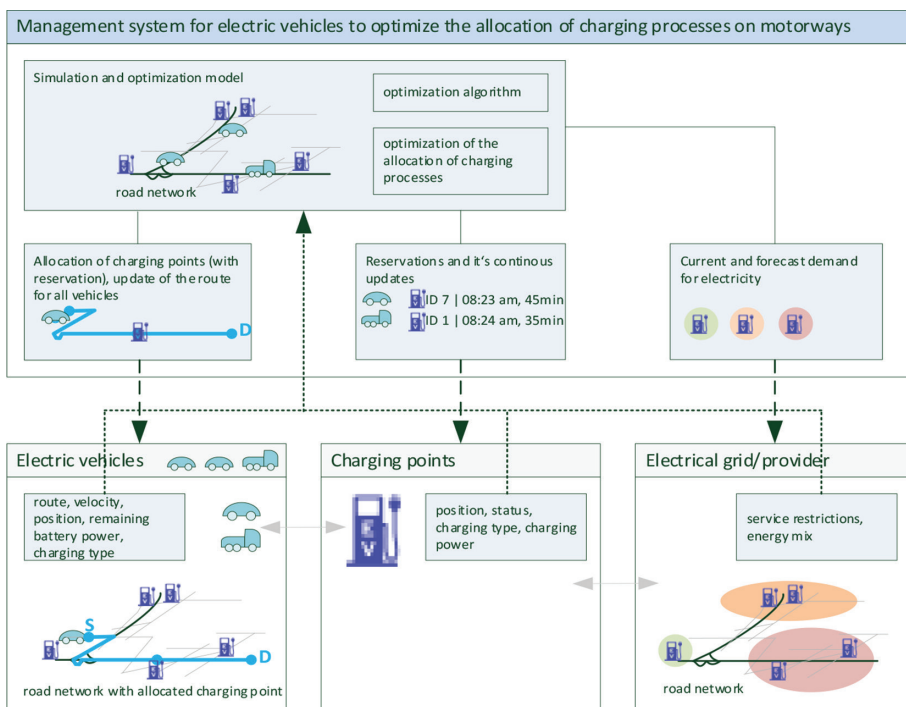 Management system for electric vehicles to optimize the allocation of charging processes on motorways
Simulation and optimization model
optimization algorithm
optimization of the
allocation of charging
processes
road network
Allocation of charging points (with
reservation), update of the route
for all vehicles
D
Reservations and it's continous
updates
ID 7 | 08:23 am, 45min
ID 1 | 08:24 am, 35min
Current and forecast demand
for electricity
Electric vehicles
route, velocity,
position, remaining
battery power,
charging type
S
D
road network with allocated charging point
Charging points
E
V
position, status,
charging type, charging
power
Electrical grid/provider
service restrictions,
energy mix
road network